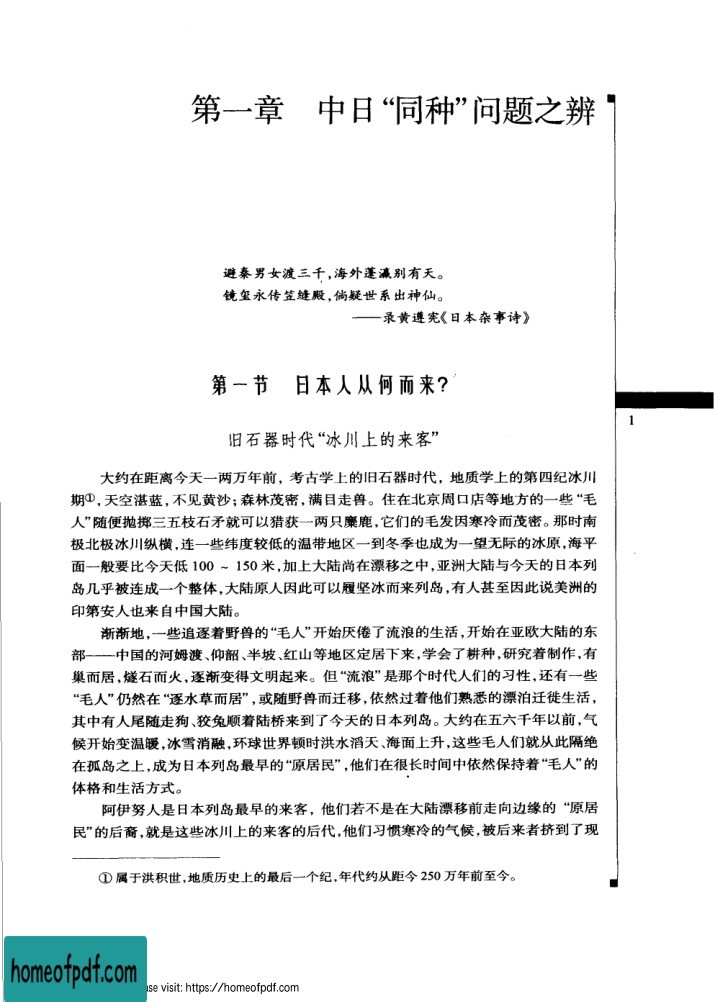 第一章　中日“同种”问题之辨
避秦男女渡三千,海外蓬瀛别有天。
镜玺永传笠缝殿,倘疑世系出神仙。
——录黄遵宪《日本杂事诗》
第一节　日本人从何而来?
1
旧石器时代“冰川上的来客”
大约在距离今天一两万年前, 考古学上的旧石器时代, 地质学上的第四纪冰川
期①,天空湛蓝,不见黄沙;森林茂密,满目走兽。住在北京周口店等地方的一些“毛
人”随便抛掷三五枝石矛就可以猎获一两只麋鹿,它们的毛发因寒冷而茂密。那时南
极北极冰川纵横,连一些纬度较低的温带地区一到冬季也成为一望无际的冰原,海平
面一般要比今天低 100 ~ 150 米,加上大陆尚在漂移之中,亚洲大陆与今天的日本列
岛几乎被连成一个整体,大陆原人因此可以履坚冰而来列岛,有人甚至因此说美洲的
印第安人也来自中国大陆。
渐渐地,一些追逐着野兽的“毛人”开始厌倦了流浪的生活,开始在亚欧大陆的东
部——中国的河姆渡、仰韶、半坡、红山等地区定居下来,学会了耕种,研究着制作,有
巢而居,燧石而火,逐渐变得文明起来。但“流浪”是那个时代人们的习性,还有一些
“毛人”仍然在“逐水草而居”,或随野兽而迁移,依然过着他们熟悉的漂泊迁徙生活,
其中有人尾随走狗、狡兔顺着陆桥来到了今天的日本列岛。大约在五六千年以前,气
候开始变温暖,冰雪消融,环球世界顿时洪水滔天、海面上升,这些毛人们就从此隔绝
在孤岛之上,成为日本列岛最早的“原居民”,他们在很长时间中依然保持着“毛人”的
体格和生活方式。
阿伊努人是日本列岛最早的来客, 他们若不是在大陆漂移前走向边缘的 “原居
民”的后裔,就是这些冰川上的来客的后代,他们习惯寒冷的气候,被后来者挤到了现
① 属于洪积世,地质历史上的最后一个纪,年代约从距今 250 万年前至今。
homeofpdf.com
se visit: https://homeofpdf.com